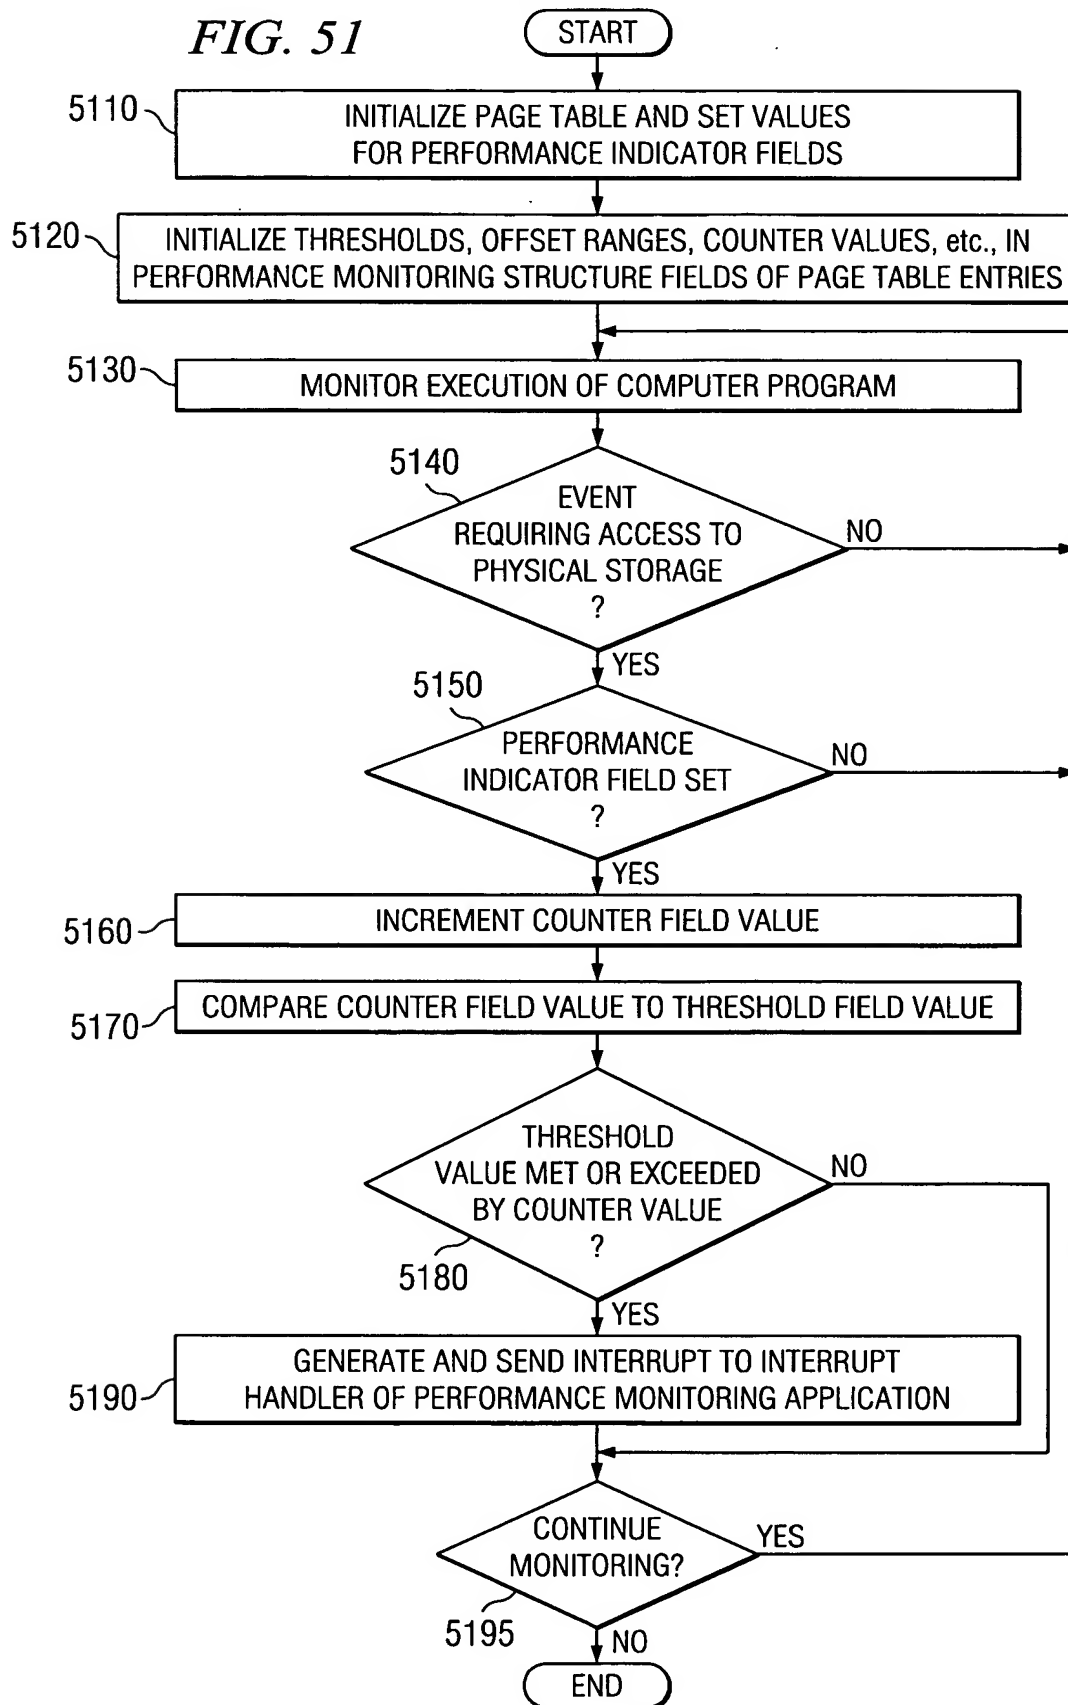 FIG. 51
START
5110
INITIALIZE PAGE TABLE AND SET VALUES
FOR PERFORMANCE INDICATOR FIELDS
5120
INITIALIZE THRESHOLDS, OFFSET RANGES, COUNTER VALUES, etc., IN
PERFORMANCE MONITORING STRUCTURE FIELDS OF PAGE TABLE ENTRIES
5130
MONITOR EXECUTION OF COMPUTER PROGRAM
5140
EVENT
REQUIRING ACCESS TO
PHYSICAL STORAGE
?
NO
YES
5150
PERFORMANCE
INDICATOR FIELD SET
?
NO
YES
5160
INCREMENT COUNTER FIELD VALUE
5170
COMPARE COUNTER FIELD VALUE TO THRESHOLD FIELD VALUE
THRESHOLD
VALUE MET OR EXCEEDED
BY COUNTER VALUE
?
NO
5180
YES
5190
GENERATE AND SEND INTERRUPT TO INTERRUPT
HANDLER OF PERFORMANCE MONITORING APPLICATION
CONTINUE
MONITORING?
YES
5195
NO
END